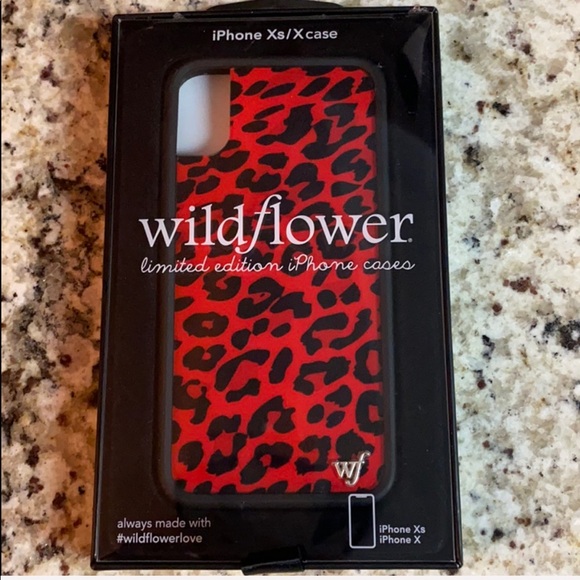 iPhone Xs/X case
wildflower®
limited edition iPhone cases
wf
always made with
#wildflowerlove
iPhone Xs
iPhone X